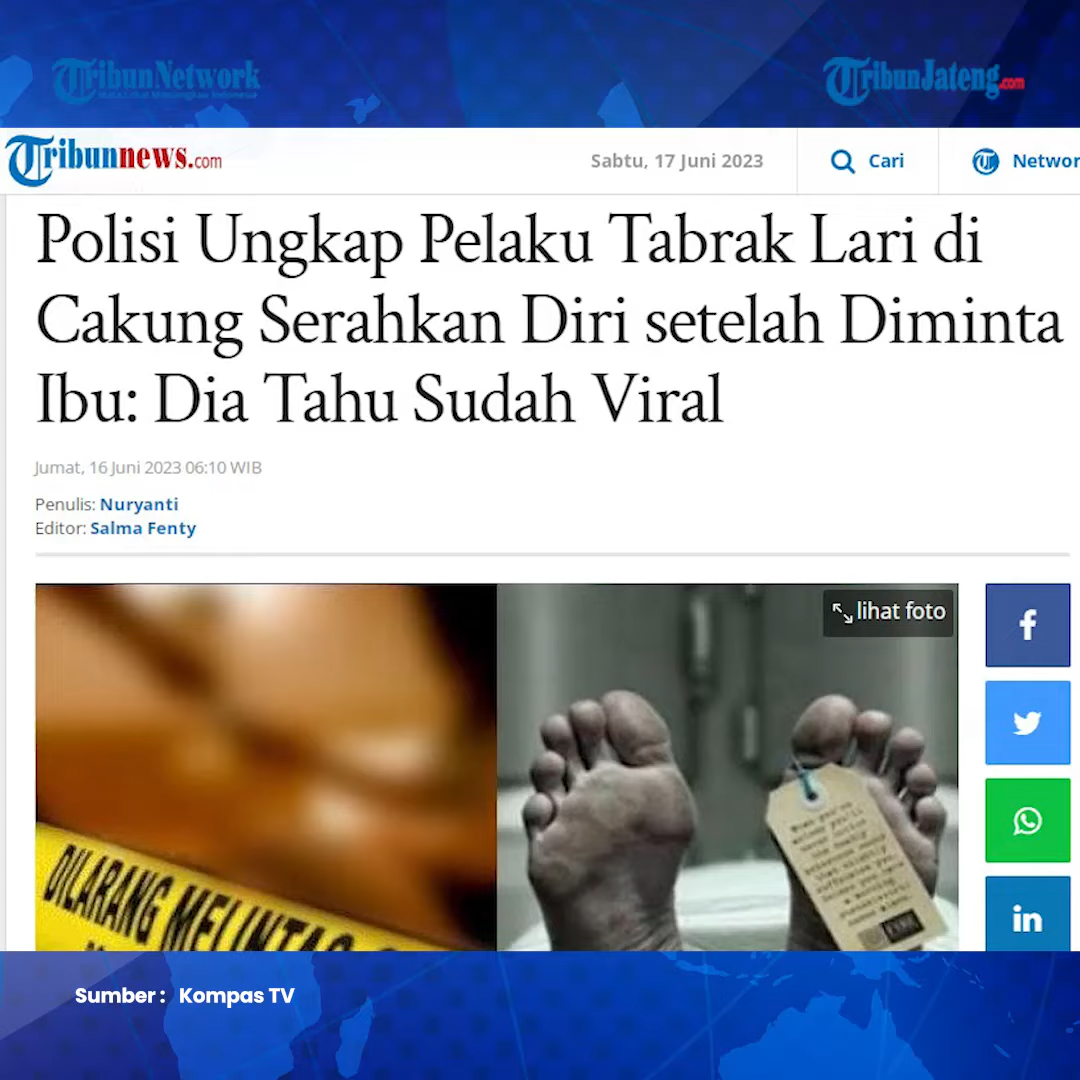 TribunNetwork
TribunJateng.com
Tribunnews.com
Sabtu, 17 Juni 2023
Cari
Networ
Polisi Ungkap Pelaku Tabrak Lari di
Cakung Serahkan Diri setelah Diminta
Ibu: Dia Tahu Sudah Viral
Jumat, 16 Juni 2023 06:10 WIB
Penulis: Nuryanti
Editor: Salma Fenty
lihat foto
DILARANG MELINTAS
Sumber : Kompas TV